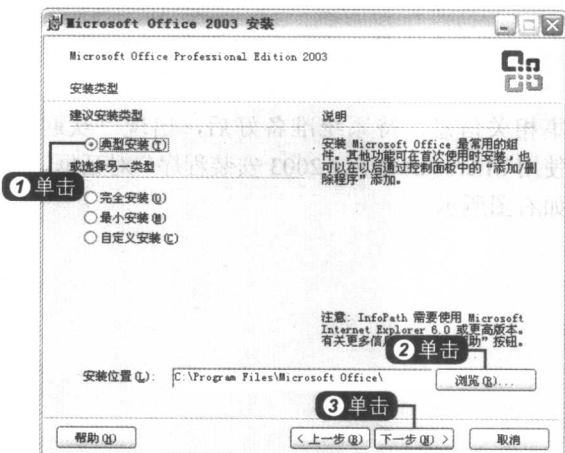 Microsoft Office 2003 安装
Microsoft Office Professional Edition 2003
安装类型
建议安装类型
典型安装(T)
或选择另一类型
完全安装(O)
最小安装(M)
自定义安装(C)
① 单击
说明
安装 Microsoft Office 最常用的组
件。其他功能可在首次使用时安装，也
可以在以后通过控制面板中的“添加/删
除程序”添加。
注意: InfoPath 需要使用 Microsoft
Internet Explorer 6.0 或更高版本。
有关更多信 助”按钮。
② 单击
安装位置(L):
C:\Program Files\Microsoft Office\
浏览(B)...
③ 单击
帮助(H)
< 上一步(B)
下一步(N) >
取消